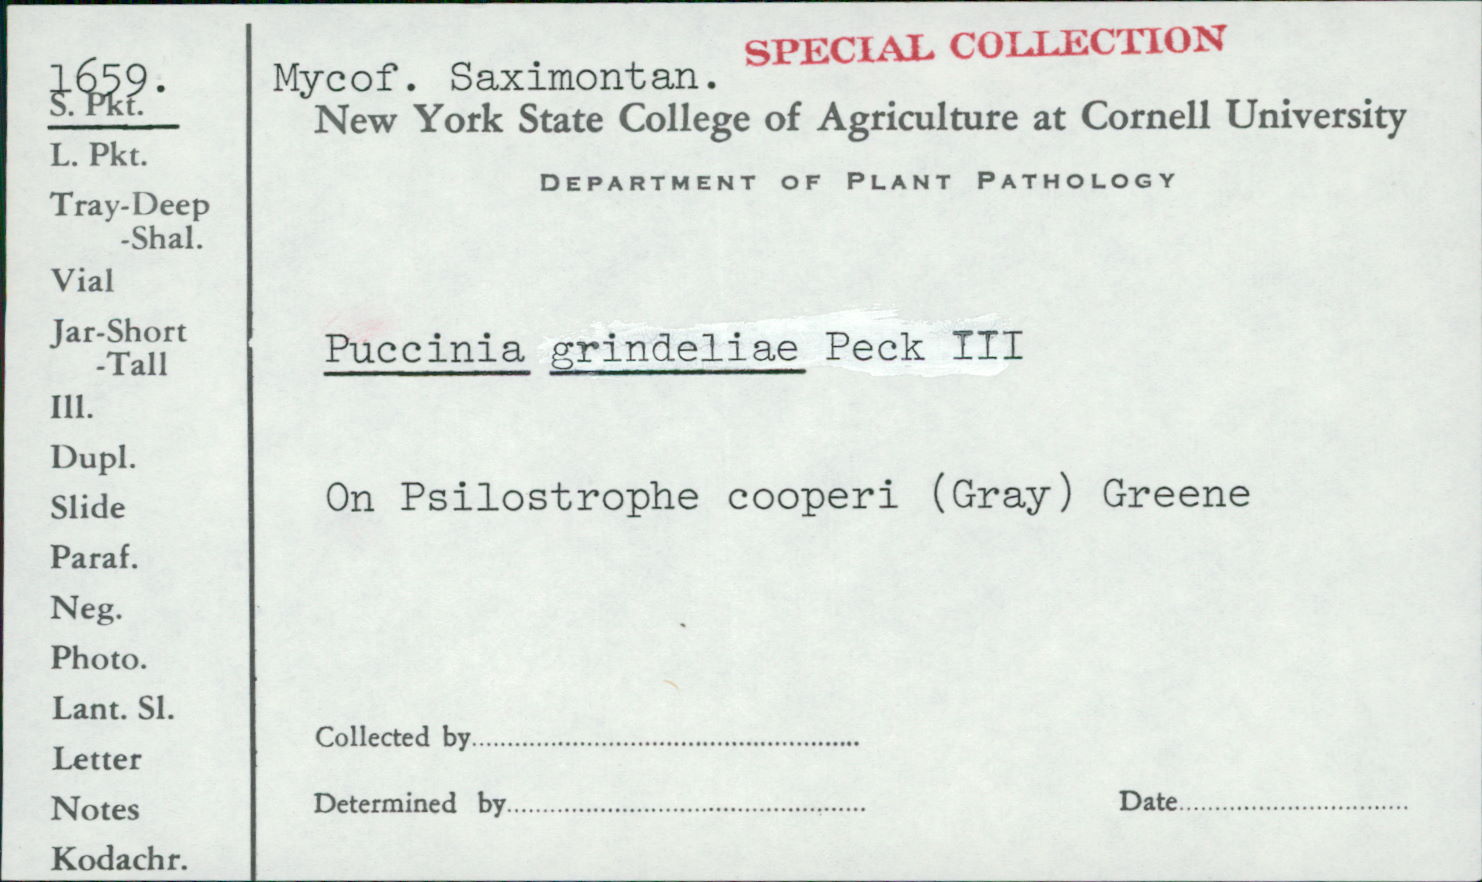 SPECIAL COLLECTION
1659.
Mycof. Saximontan.
S. Pkt.
New York State College of Agriculture at Cornell University
L. Pkt.
DEPARTMENT OF PLANT PATHOLOGY
Tray-Deep
-Shal.
Vial
Jar-Short
-Tall
Puccinia grindeliae Peck III
Ill.
Dupl.
On Psilostrophe cooperi (Gray) Greene
Slide
Paraf.
Neg.
Photo.
Lant. Sl.
Collected by
Letter
Notes
Determined by
Date
Kodachr.